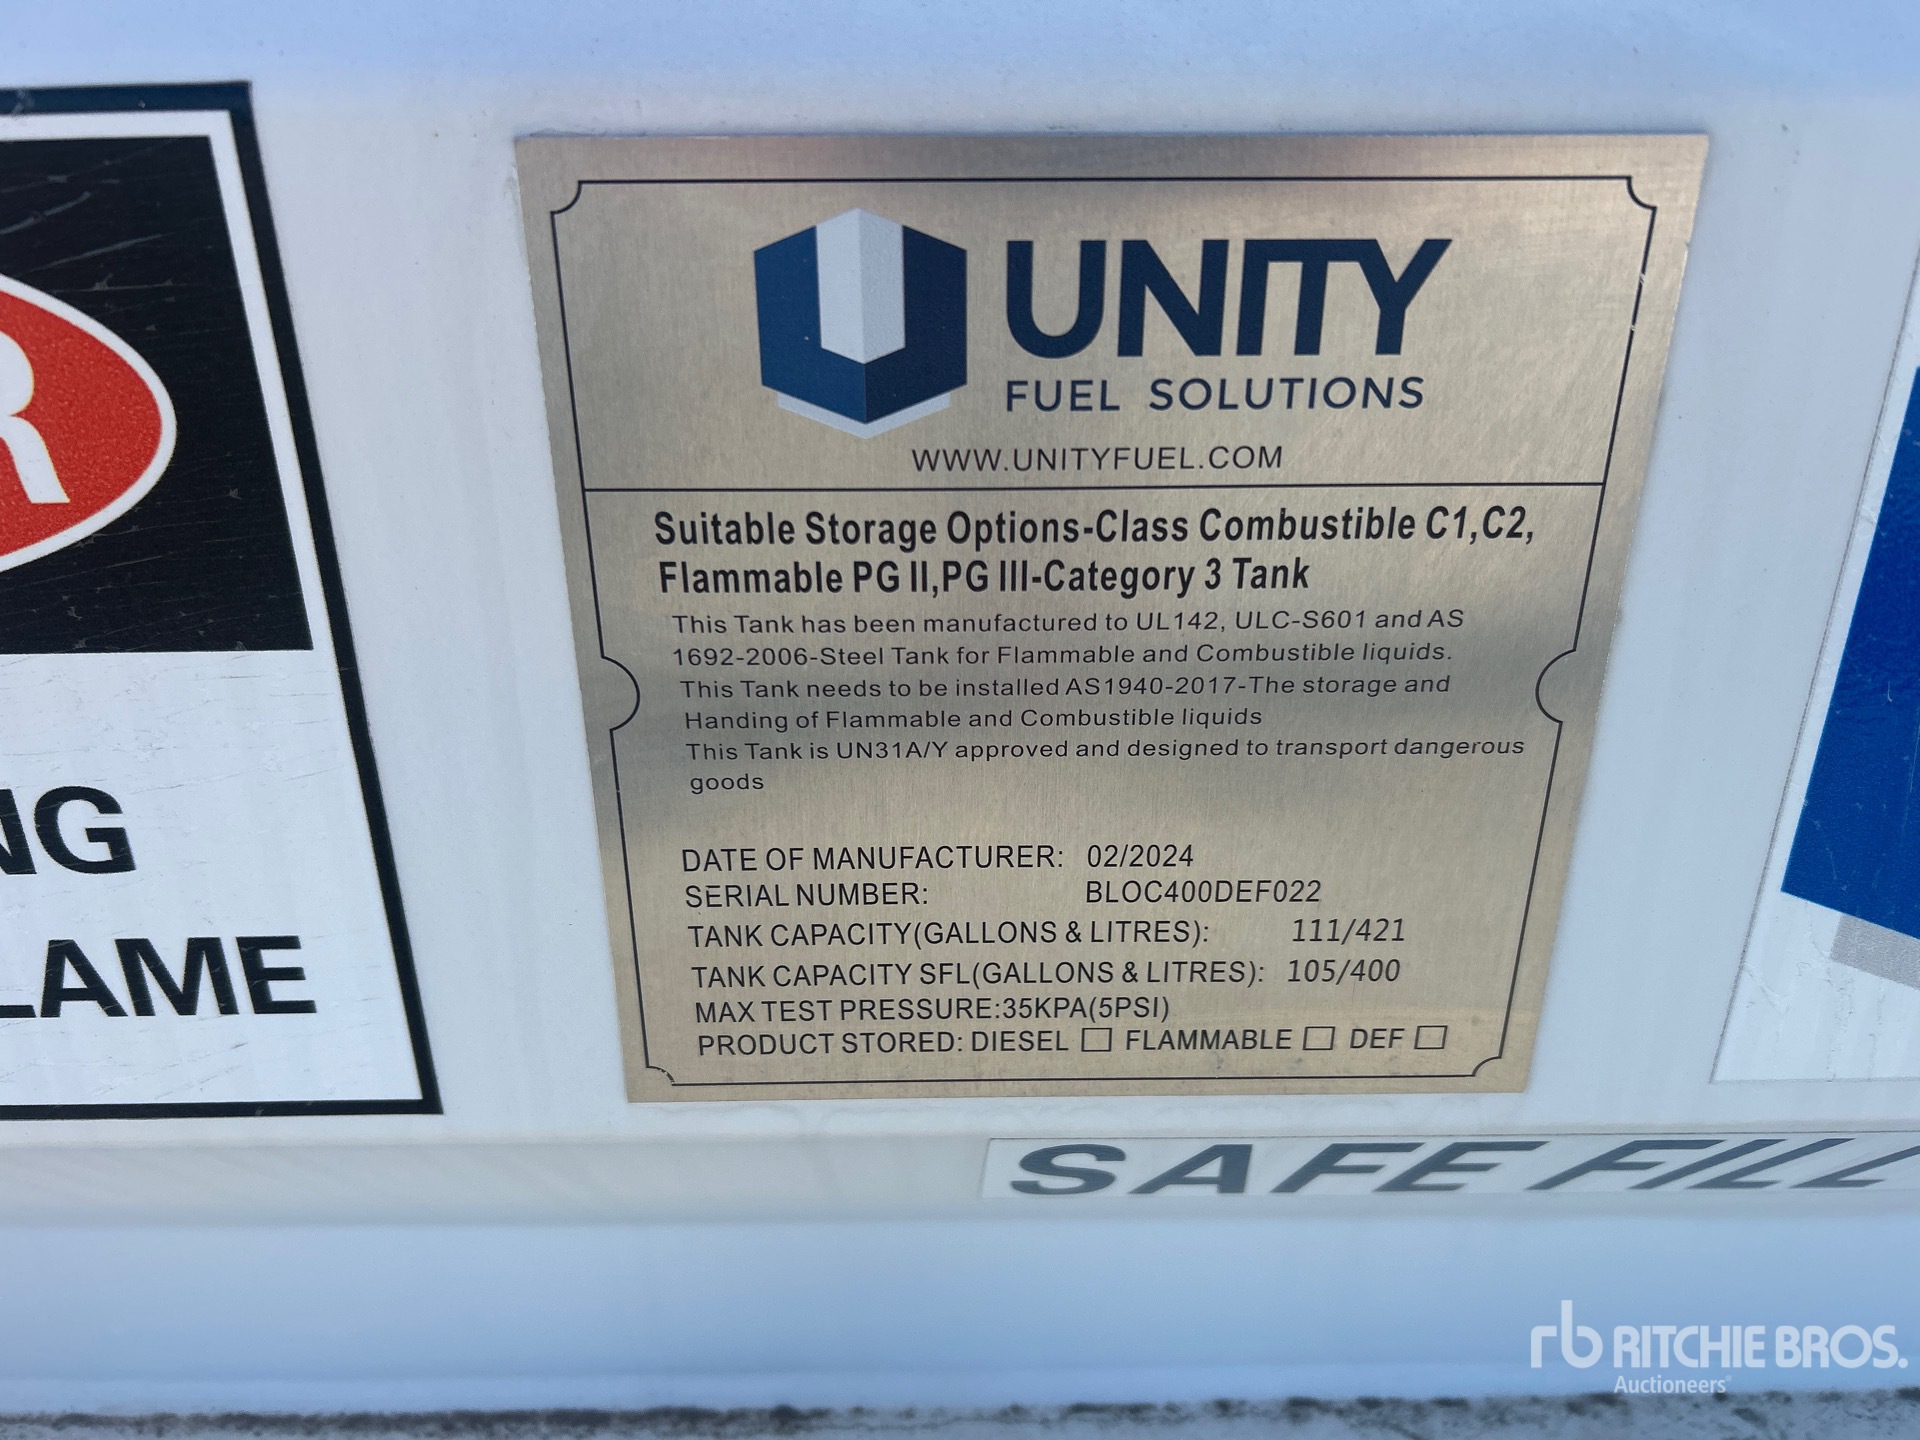 R
NG
LAME
UNITY
FUEL SOLUTIONS
WWW.UNITYFUEL.COM
Suitable Storage Options-Class Combustible C1,C2,
Flammable PG II,PG III-Category 3 Tank
This Tank has been manufactured to UL142, ULC-S601 and AS
1692-2006-Steel Tank for Flammable and Combustible liquids.
This Tank needs to be installed AS1940-2017-The storage and
Handing of Flammable and Combustible liquids
This Tank is UN31A/Y approved and designed to transport dangerous
goods
DATE OF MANUFACTURER: 02/2024
SERIAL NUMBER: BLOC400DEF022
TANK CAPACITY(GALLONS & LITRES): 111/421
TANK CAPACITY SFL(GALLONS & LITRES): 105/400
MAX TEST PRESSURE:35KPA(5PSI)
PRODUCT STORED: DIESEL □ FLAMMABLE □ DEF □
SAFE FILL
rb RITCHIE BROS.
Auctioneers